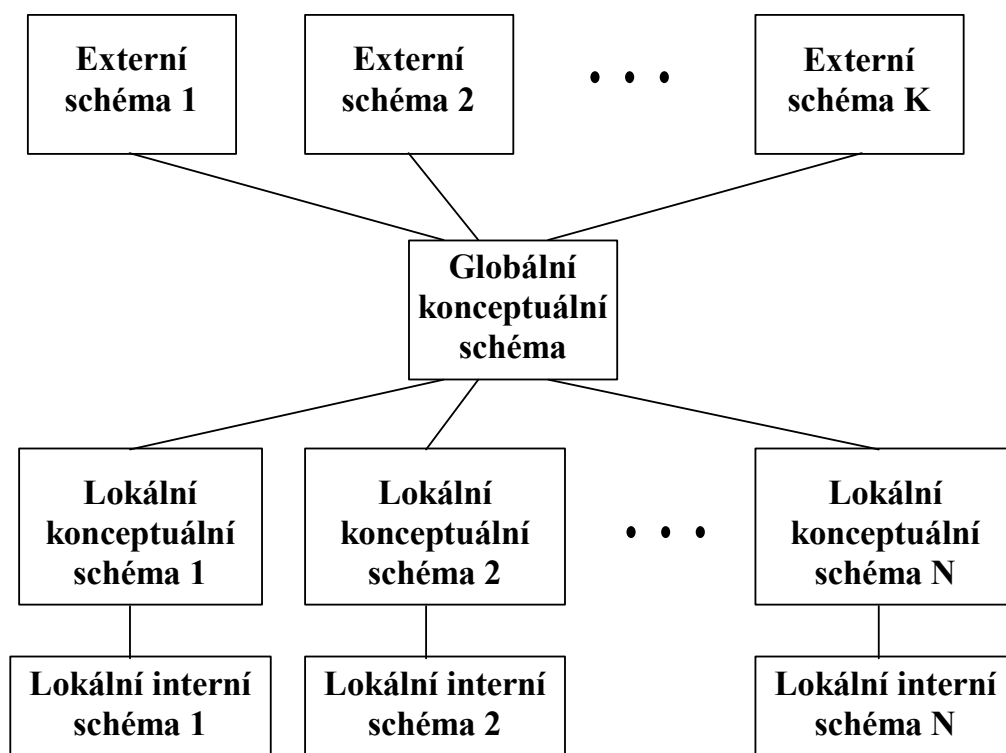 Externí
schéma 1
Externí
schéma 2
• • •
Externí
schéma K
Globální
konceptuální
schéma
Lokální
konceptuální
schéma 1
Lokální
konceptuální
schéma 2
• • •
Lokální
konceptuální
schéma N
Lokální interní
schéma 1
Lokální interní
schéma 2
Lokální interní
schéma N